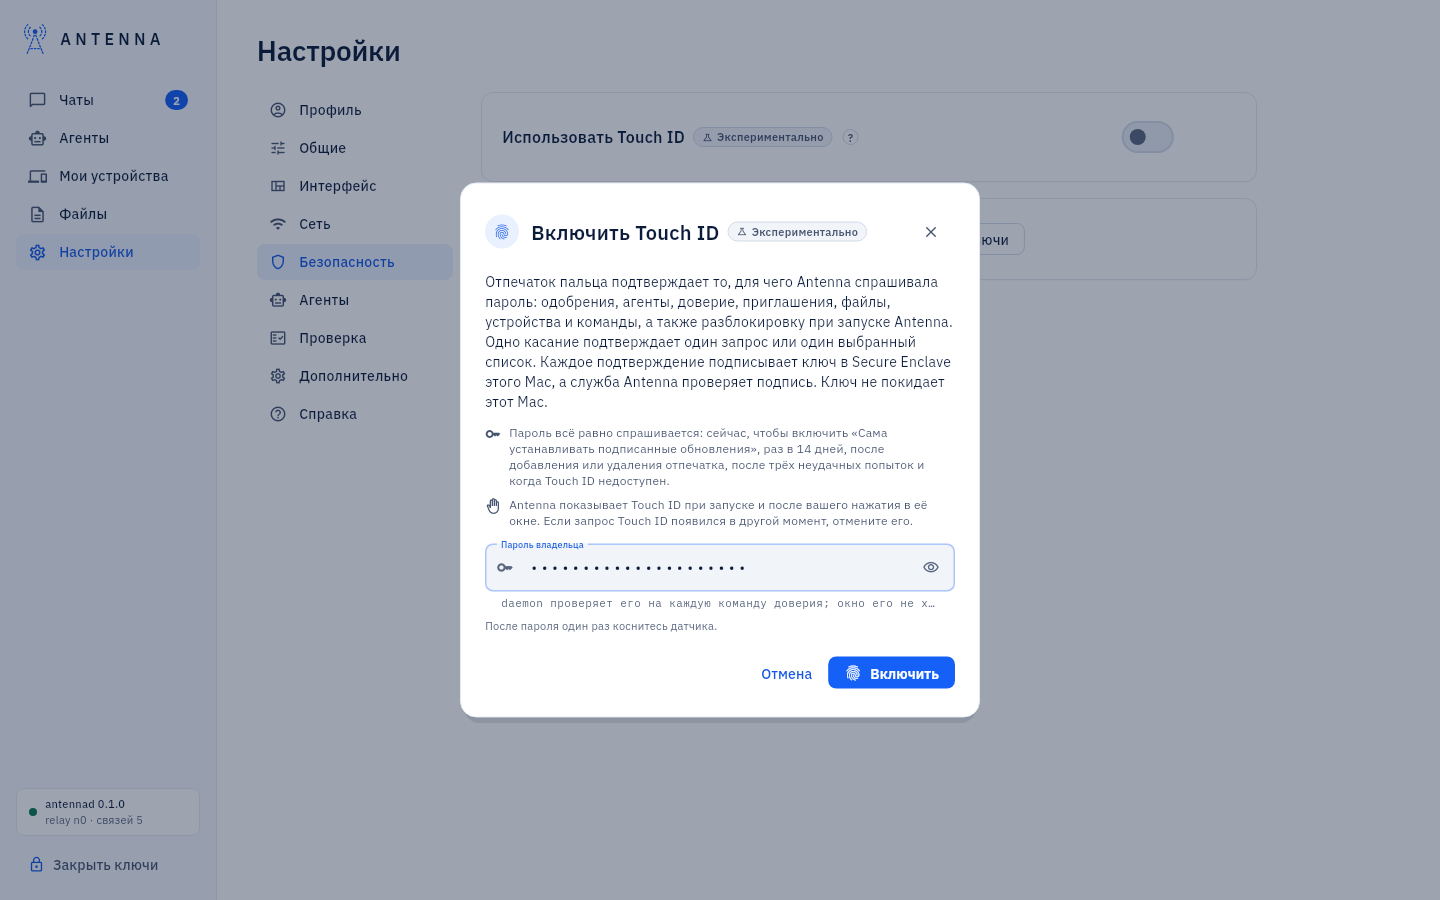 ANTENNA
Чаты
2
Агенты
Мои устройства
Файлы
Настройки
antennad 0.1.0
relay n0 · связей 5
Закрыть ключи
Настройки
Профиль
Общие
Интерфейс
Сеть
Безопасность
Агенты
Проверка
Дополнительно
Справка
Использовать Touch ID
Экспериментально
?
ючи
Включить Touch ID
Экспериментально
Отпечаток пальца подтверждает то, для чего Antenna спрашивала
пароль: одобрения, агенты, доверие, приглашения, файлы,
устройства и команды, а также разблокировку при запуске Antenna.
Одно касание подтверждает один запрос или один выбранный
список. Каждое подтверждение подписывает ключ в Secure Enclave
этого Mac, а служба Antenna проверяет подпись. Ключ не покидает
этот Mac.
Пароль всё равно спрашивается: сейчас, чтобы включить «Сама
устанавливать подписанные обновления», раз в 14 дней, после
добавления или удаления отпечатка, после трёх неудачных попыток и
когда Touch ID недоступен.
Antenna показывает Touch ID при запуске и после вашего нажатия в её
окне. Если запрос Touch ID появился в другой момент, отмените его.
Пароль владельца
•••••••••••••••••••••
daemon проверяет его на каждую команду доверия; окно его не х…
После пароля один раз коснитесь датчика.
Отмена
Включить